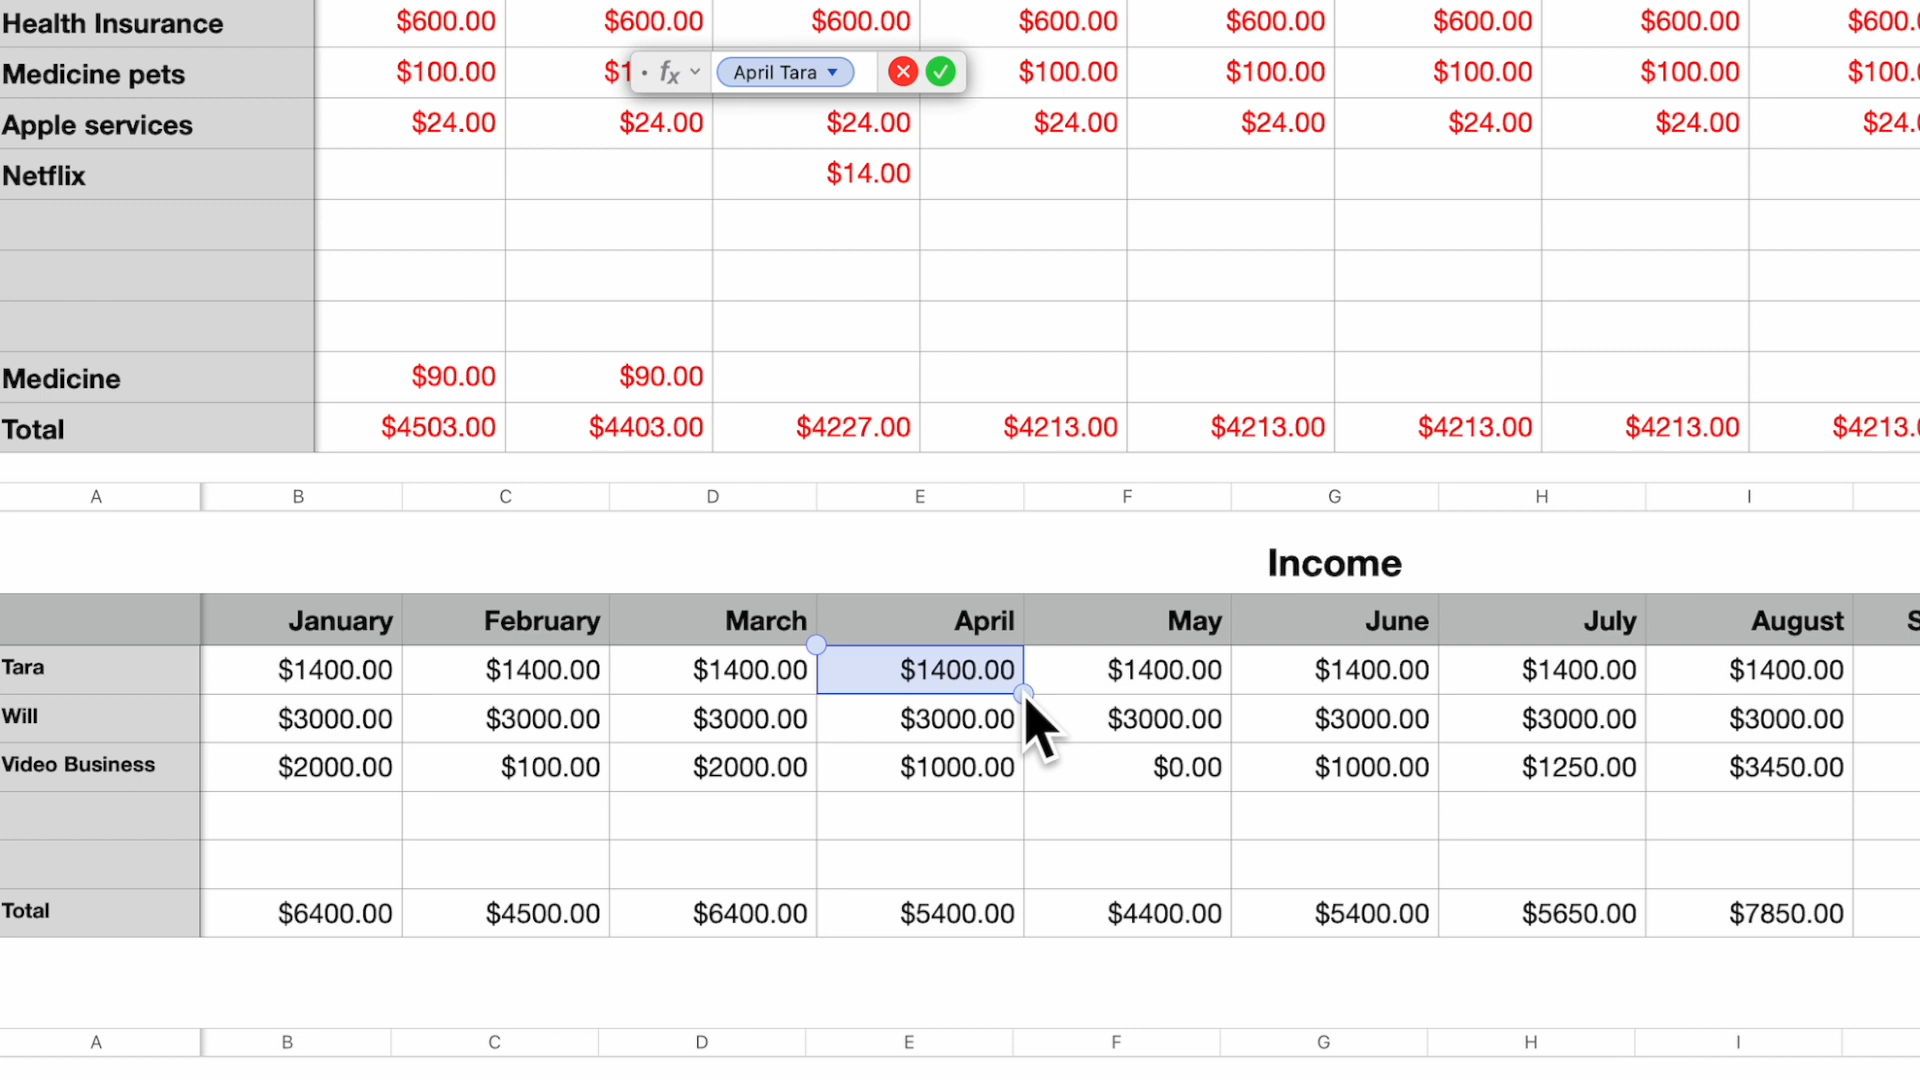 Health Insurance $600.00 $600.00 $600.00 $600.00 $600.00 $600.00 $600.00 $600.
Medicine pets $100.00 $1 $100.00 $100.00 $100.00 $100.00 $100.
fx April Tara
Apple services $24.00 $24.00 $24.00 $24.00 $24.00 $24.00 $24.00 $24.
Netflix $14.00
Medicine $90.00 $90.00
Total $4503.00 $4403.00 $4227.00 $4213.00 $4213.00 $4213.00 $4213.00 $4213.
A B C D E F G H I
Income
January February March April May June July August S
Tara $1400.00 $1400.00 $1400.00 $1400.00 $1400.00 $1400.00 $1400.00 $1400.00
Will $3000.00 $3000.00 $3000.00 $3000.00 $3000.00 $3000.00 $3000.00 $3000.00
Video Business $2000.00 $100.00 $2000.00 $1000.00 $0.00 $1000.00 $1250.00 $3450.00
Total $6400.00 $4500.00 $6400.00 $5400.00 $4400.00 $5400.00 $5650.00 $7850.00
A B C D E F G H I